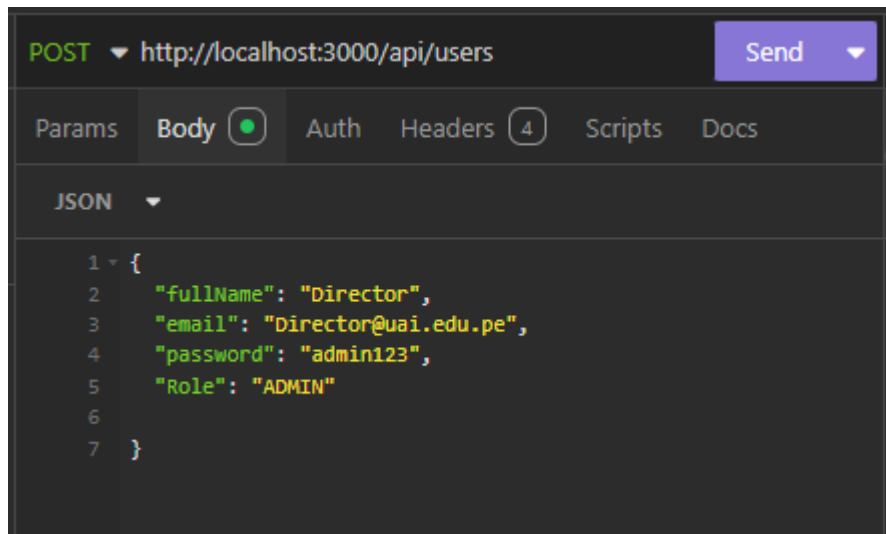 POST http://localhost:3000/api/users Send
Params Body Auth Headers 4 Scripts Docs
JSON
1 {
2 "fullName": "Director",
3 "email": "Director@uai.edu.pe",
4 "password": "admin123",
5 "Role": "ADMIN"
6
7 }